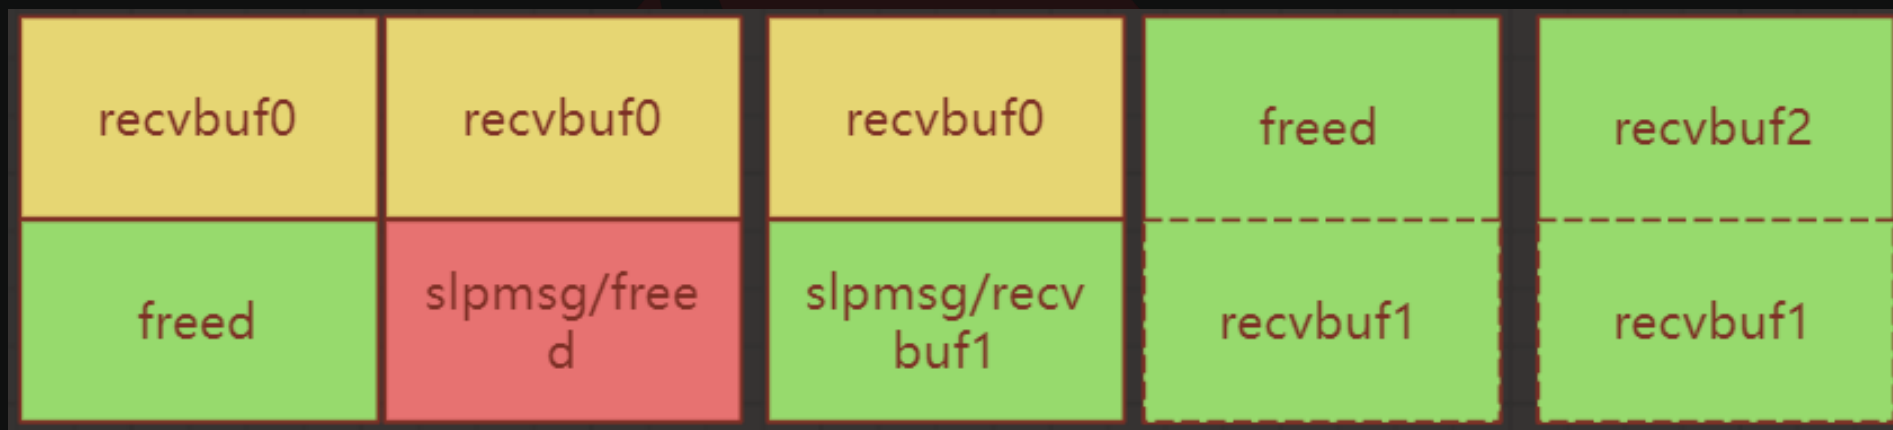 recvbuf0
recvbuf0
recvbuf0
freed
recvbuf2
freed
slpmsg/free
d
slpmsg/recv
buf1
recvbuf1
recvbuf1